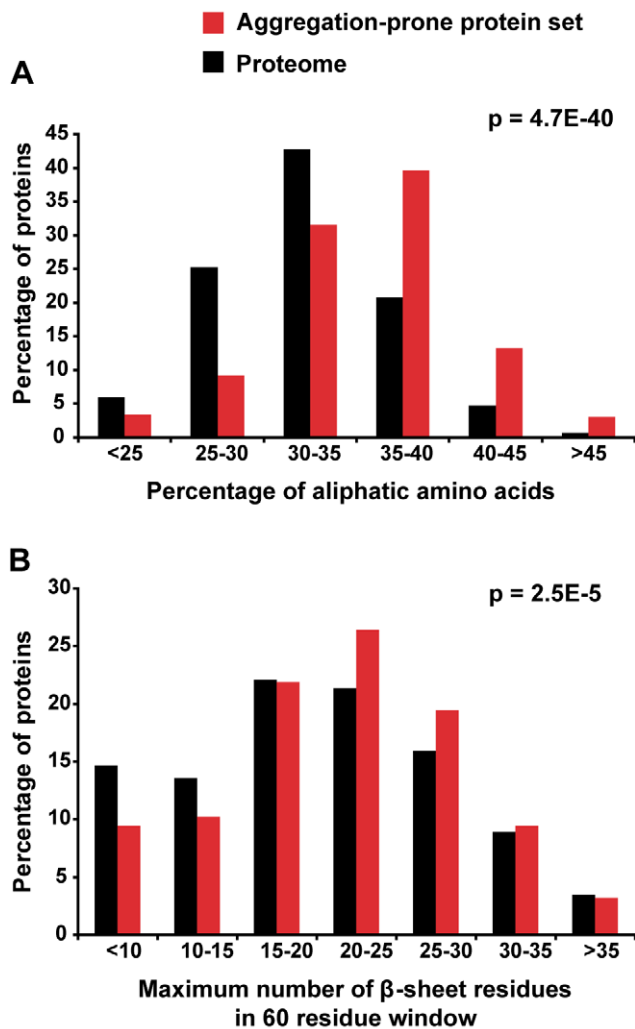 Aggregation-prone protein set
Proteome
A
p = 4.7E-40
Percentage of proteins
45
40
35
30
25
20
15
10
5
0
<25 25-30 30-35 35-40 40-45 >45
Percentage of aliphatic amino acids
B
p = 2.5E-5
Percentage of proteins
30
25
20
15
10
5
0
<10 10-15 15-20 20-25 25-30 30-35 >35
Maximum number of β-sheet residues
in 60 residue window